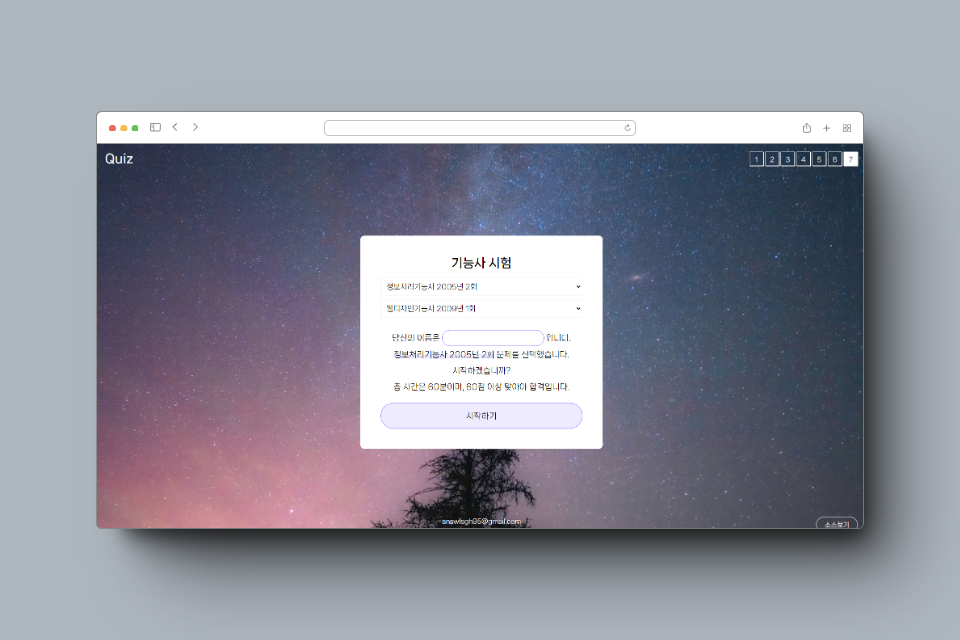 Quiz
1 2 3 4 5 6 7
기능사 시험
정보처리기능사 2005년 2회
웹디자인기능사 2009년 1회
당신의 이름은 입니다.
정보처리기능사 2005년 2회 문제를 선택했습니다.
시작하겠습니까?
총 시간은 60분이며, 60점 이상 맞아야 합격입니다.
시작하기
answlsgh95@gmail.com
소스보기